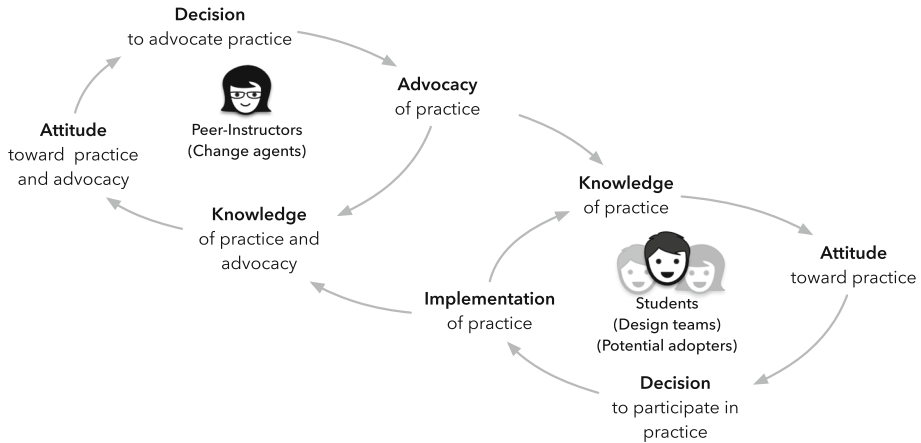 Decision
to advocate practice
Advocacy
of practice
Peer-Instructors
(Change agents)
Attitude
toward practice
and advocacy
Knowledge
of practice and
advocacy
Knowledge
of practice
Attitude
toward practice
Students
(Design teams)
(Potential adopters)
Implementation
of practice
Decision
to participate in
practice